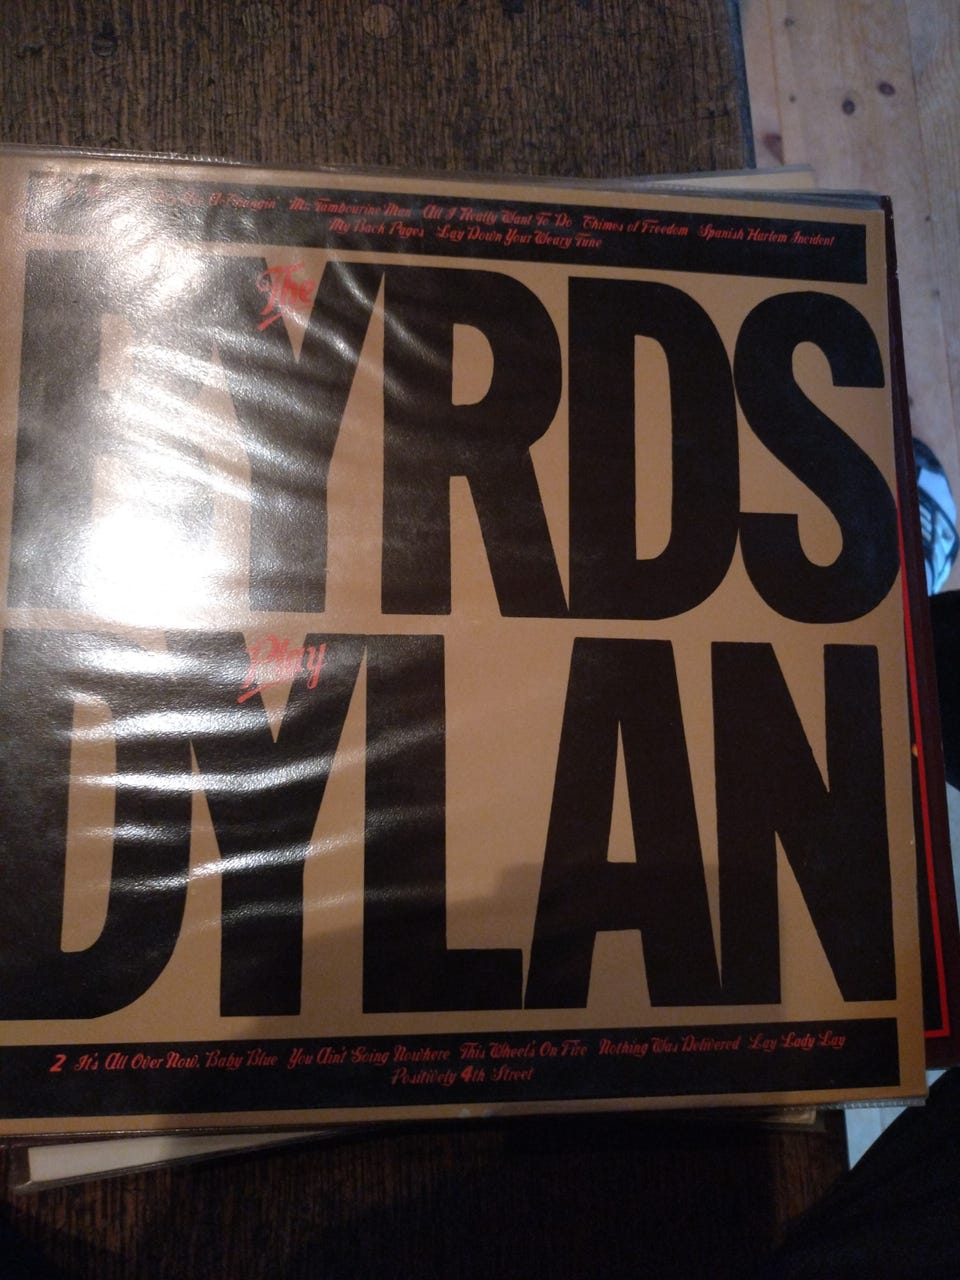 A-Changin' Mr. Tambourine Man All I Really Want To Do Chimes of Freedom Spanish Harlem Incident
My Back Pages Lay Down Your Weary Tune
The
BYRDS
Play
DYLAN
2 It's All Over Now, Baby Blue You Ain't Going Nowhere This Wheel's On Fire Nothing Was Delivered Lay Lady Lay
Positively 4th Street